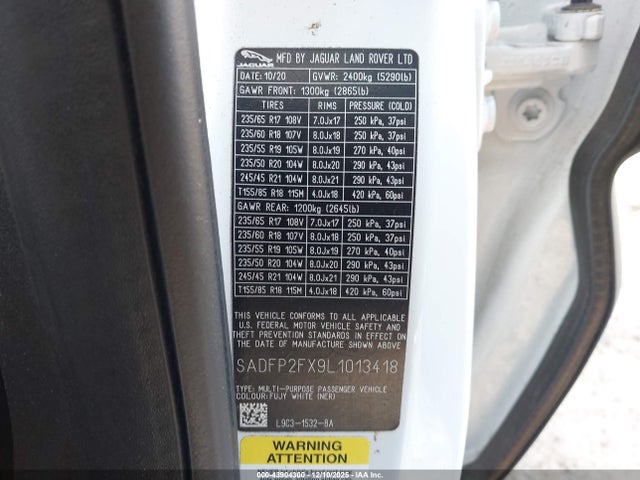 JAGUAR
MFD BY JAGUAR LAND ROVER LTD
DATE: 10/20 GVWR: 2400kg (5290lb)
GAWR FRONT: 1300kg (2865lb)
TIRES RIMS PRESSURE (COLD)
235/65 R17 108V 7.0Jx17 250 kPa, 37psi
235/60 R18 107V 8.0Jx18 250 kPa, 37psi
235/55 R19 105W 8.0Jx19 270 kPa, 40psi
235/50 R20 104W 8.0Jx20 290 kPa, 43psi
245/45 R21 104W 8.0Jx21 290 kPa, 43psi
T155/85 R18 115M 4.0Jx18 420 kPa, 60psi
GAWR REAR: 1200kg (2645lb)
235/65 R17 108V 7.0Jx17 250 kPa, 37psi
235/60 R18 107V 8.0Jx18 250 kPa, 37psi
235/55 R19 105W 8.0Jx19 270 kPa, 40psi
235/50 R20 104W 8.0Jx20 290 kPa, 43psi
245/45 R21 104W 8.0Jx21 290 kPa, 43psi
T155/85 R18 115M 4.0Jx18 420 kPa, 60psi
THIS VEHICLE CONFORMS TO ALL APPLICABLE
U.S. FEDERAL MOTOR VEHICLE SAFETY
AND THEFT PREVENTION STANDARDS IN EFFECT
ON THE DATE OF MANUFACTURE SHOWN ABOVE.
SADFP2FX9L1013418
TYPE: MULTI-PURPOSE PASSENGER VEHICLE
COLOUR: FUJY WHITE (NER)
L9C3-1532-BA
WARNING
ATTENTION
000-43904300 - 12/10/2025 - COPYRIGHT IAA, LLC